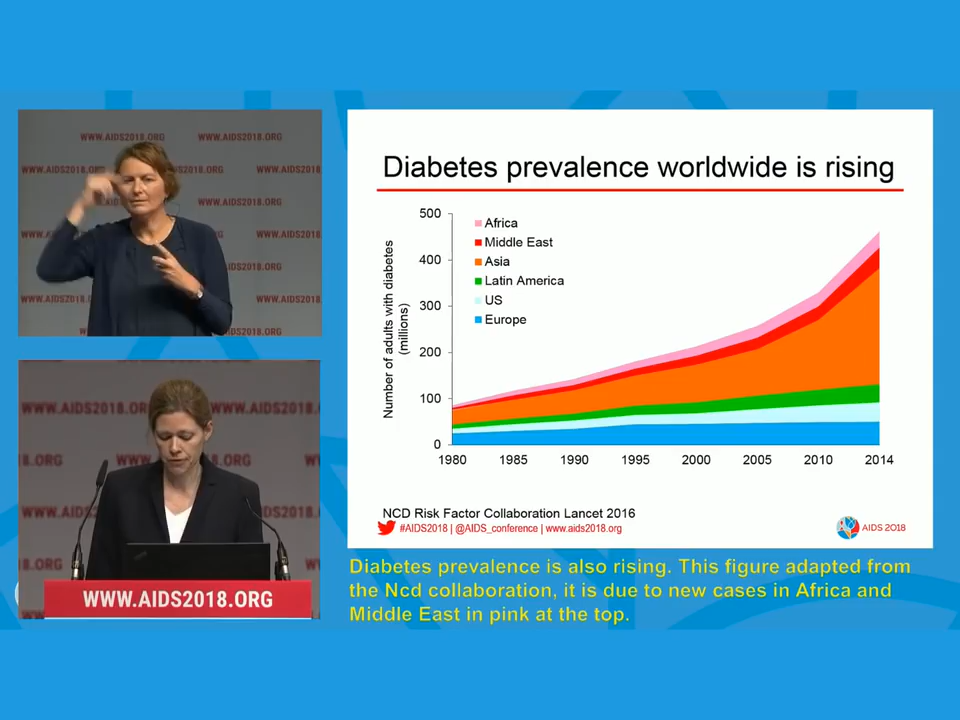 WWW.AIDS2018.ORG WWW.AIDS2018.ORG
WWW.AIDS2018.ORG
WWW.AIDS2018.ORG
WWW.AIDS2018.ORG
WWW.AIDS2018.ORG
Diabetes prevalence worldwide is rising
Number of adults with diabetes
(millions)
500
400
300
200
100
0
Africa
Middle East
Asia
Latin America
US
Europe
1980 1985 1990 1995 2000 2005 2010 2014
NCD Risk Factor Collaboration Lancet 2016
#AIDS2018 | @AIDS_conference | www.aids2018.org
AIDS 2018
Diabetes prevalence is also rising. This figure adapted from
the Ncd collaboration, it is due to new cases in Africa and
Middle East in pink at the top.